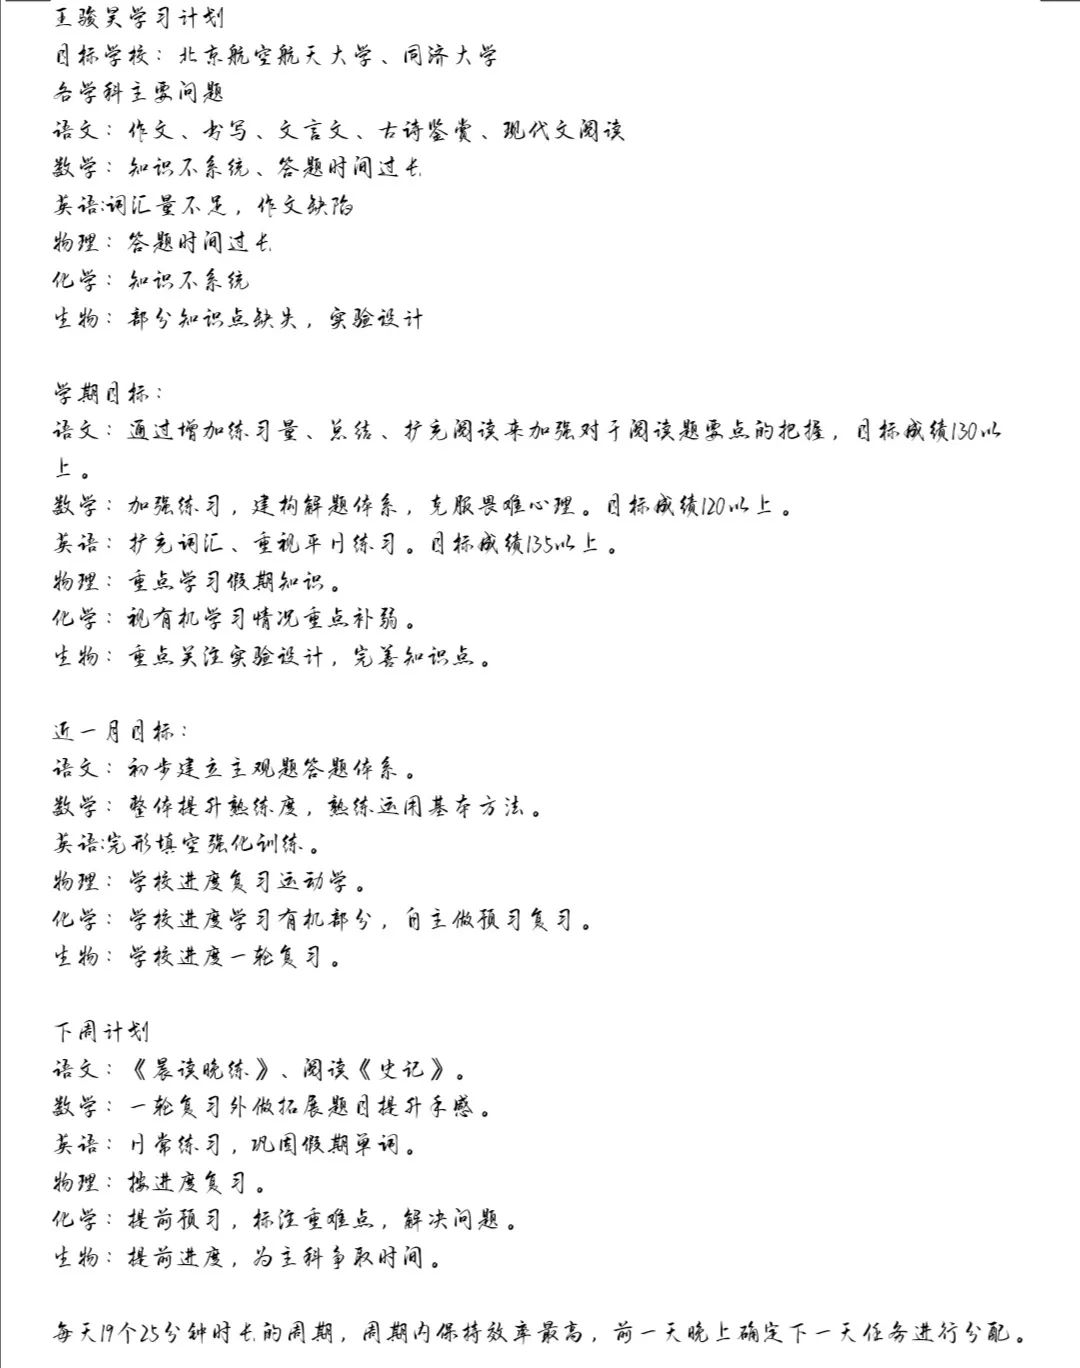 王骏昊学习计划
目标学校：北京航空航天大学、同济大学
各学科主要问题
语文：作文、书写、文言文、古诗鉴赏、现代文阅读
数学：知识不系统、答题时间过长
英语:词汇量不足，作文缺陷
物理：答题时间过长
化学：知识不系统
生物：部分知识点缺失，实验设计
学期目标：
语文：通过增加练习量、总结、扩充阅读来加强对于阅读题要点的把握，目标成绩130以
上。
数学：加强练习，建构解题体系，克服畏难心理。目标成绩120以上。
英语：扩充词汇、重视平日练习。目标成绩135以上。
物理：重点学习假期知识。
化学：视有机学习情况重点补弱。
生物：重点关注实验设计，完善知识点。
近一月目标：
语文：初步建立主观题答题体系。
数学：整体提升熟练度，熟练运用基本方法。
英语:完形填空强化训练。
物理：学校进度复习运动学。
化学：学校进度学习有机部分，自主做预习复习。
生物：学校进度一轮复习。
下周计划
语文：《晨读晚练》、阅读《史记》。
数学：一轮复习外做拓展题目提升手感。
英语：日常练习，巩固假期单词。
物理：按进度复习。
化学：提前预习，标注重难点，解决问题。
生物：提前进度，为主科争取时间。
每天19个25分钟时长的周期，周期内保持效率最高，前一天晚上确定下一天任务进行分配。